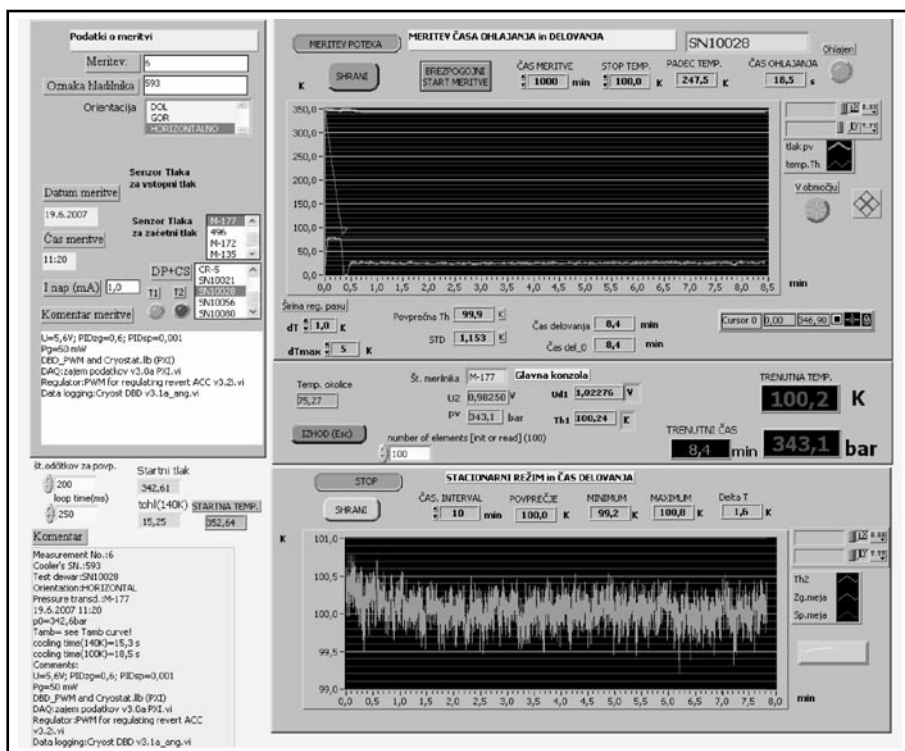 Podatki o meritvi
Meritev. 6
Oznaka hladilnika 593
Orientacija
DOL
GOR
HORIZONTALNO
Senzor Tlaka
za vstopni tlak
Datum meritve
19.6.2007
Senzor Tlaka
za začetni tlak
M-177
496
M-172
M-135
Čas meritve
11:20
DP+CS
CR-5
SN10021
SN10028
SN10056
SN10080
I nap (mA) 1,0
T1 T2
Komentar meritve
U=5,6V; PIDzg=0,6; PIDsp=0,001
Pg=50 mW
DBD_PWM and Cryostat.llb (PXI)
DAQ:zajem podatkov v3.0a PXI.vi
Regulator:PWM for regulating revert ACC v3.2i.vi
Data logging:Cryost DBD v3.1a_ang.vi
št.odčitkov za povp.
200
loop time(ms)
250
Startni tlak
342,61
tohl(140K)
15,25
STARTNA TEMP.
352,64
Komentar
Measurement No.:6
Cooler's SN.:593
Test dewar:SN10028
Orientation:HORIZONTAL
Pressure transd.:M-177
19.6.2007 11:20
p0=342,6bar
Tamb= see Tamb curve!
cooling time(140K)=15,3 s
cooling time(100K)=18,5 s
Comments:
U=5,6V; PIDzg=0,6; PIDsp=0,001
Pg=50 mW
DBD_PWM and Cryostat.llb (PXI)
DAQ:zajem podatkov v3.0a PXI.vi
Regulator:PWM for regulating revert ACC
v3.2i.vi
Data logging:Cryost DBD v3.1a_ang.vi
MERITEV POTEKA
MERITEV ČASA OHLAJANJA in DELOVANJA
SN10028
Ohlajen
SHRANI
BREZPOGOJNI
START MERITVE
ČAS MERITVE
1000 min
STOP TEMP.
100,0 K
PADEC TEMP.
247,5 K
ČAS OHLAJANJA
18,5 s
K
350,0
300,0
250,0
200,0
150,0
100,0
50,0
0,0
0,0 0,5 1,0 1,5 2,0 2,5 3,0 3,5 4,0 4,5 5,0 5,5 6,0 6,5 7,0 7,5 8,0 8,5
min
tlak pv
temp.Th
V območju
Širina reg. pasu
dT 1,0 K
dTmax 5 K
Povprečna Th 99,9 K
STD 1,153 K
Čas delovanja 8,4 min
Čas del_0 8,4 min
Cursor 0 0,00 346,90
Temp. okolice
75,27
IZHOD (Esc)
Št. merilnika M-177
Glavna konzola
U2 0,98250 V
Ud1 1,02276 V
pv 343,1 bar
Th1 100,24 K
number of elements [init or read] (100)
100
TRENUTNA TEMP.
100,2 K
TRENUTNI ČAS
8,4 min
343,1 bar
STOP
STACIONARNI REŽIM in ČAS DELOVANJA
SHRANI
ČAS. INTERVAL
10 min
POVPREČJE
100,0 K
MINIMUM
99,2 K
MAXIMUM
100,8 K
Delta T
1,6 K
K
101,0
100,5
100,0
99,5
99,0
0,0 0,5 1,0 1,5 2,0 2,5 3,0 3,5 4,0 4,5 5,0 5,5 6,0 6,5 7,0 7,5 8,0
min
Th2
Zg.meja
Sp.meja